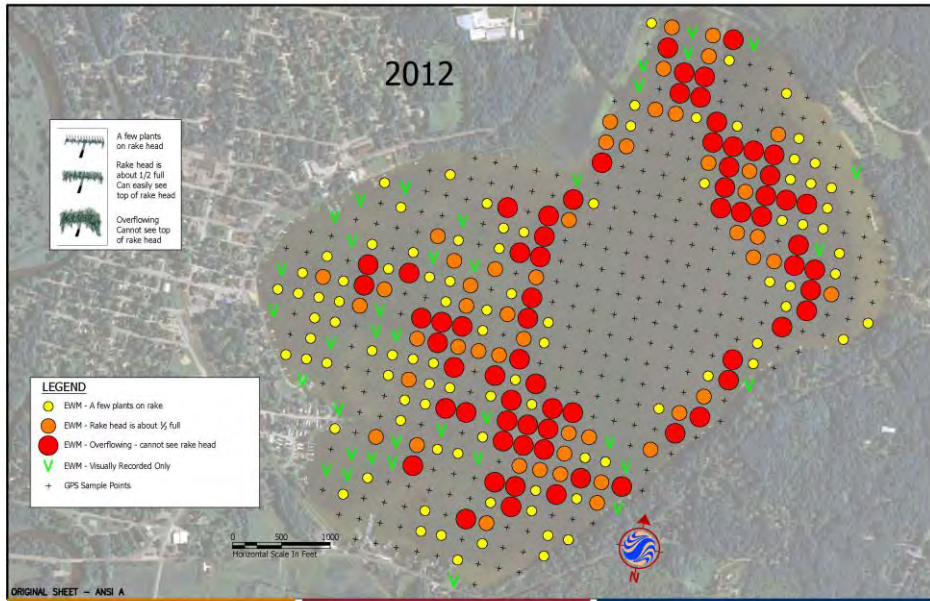 2012
A few plants
on rake head
Rake head is
about 1/2 full
Can easily see
top of rake head
Overflowing
Cannot see top
of rake head
LEGEND
EWM - A few plants on rake
EWM - Rake head is about ½ full
EWM - Overflowing - cannot see rake head
V EWM - Visually Recorded Only
+ GPS Sample Points
0 500 1000
Horizontal Scale In Feet
N
ORIGINAL SHEET - ANSI A